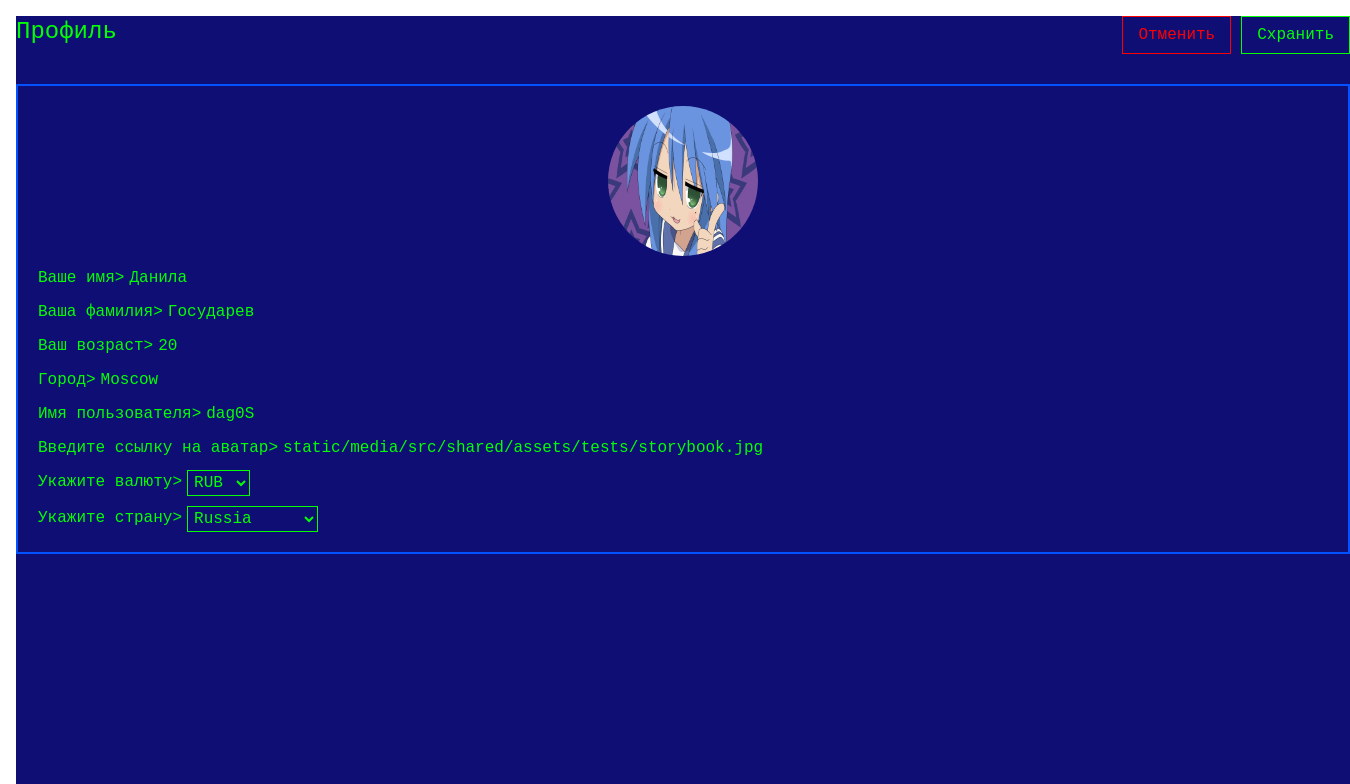 Профиль
Отменить
Схранить
Ваше имя> Данила
Ваша фамилия> Государев
Ваш возраст> 20
Город> Moscow
Имя пользователя> dag0S
Введите ссылку на аватар> static/media/src/shared/assets/tests/storybook.jpg
Укажите валюту> RUB
Укажите страну> Russia